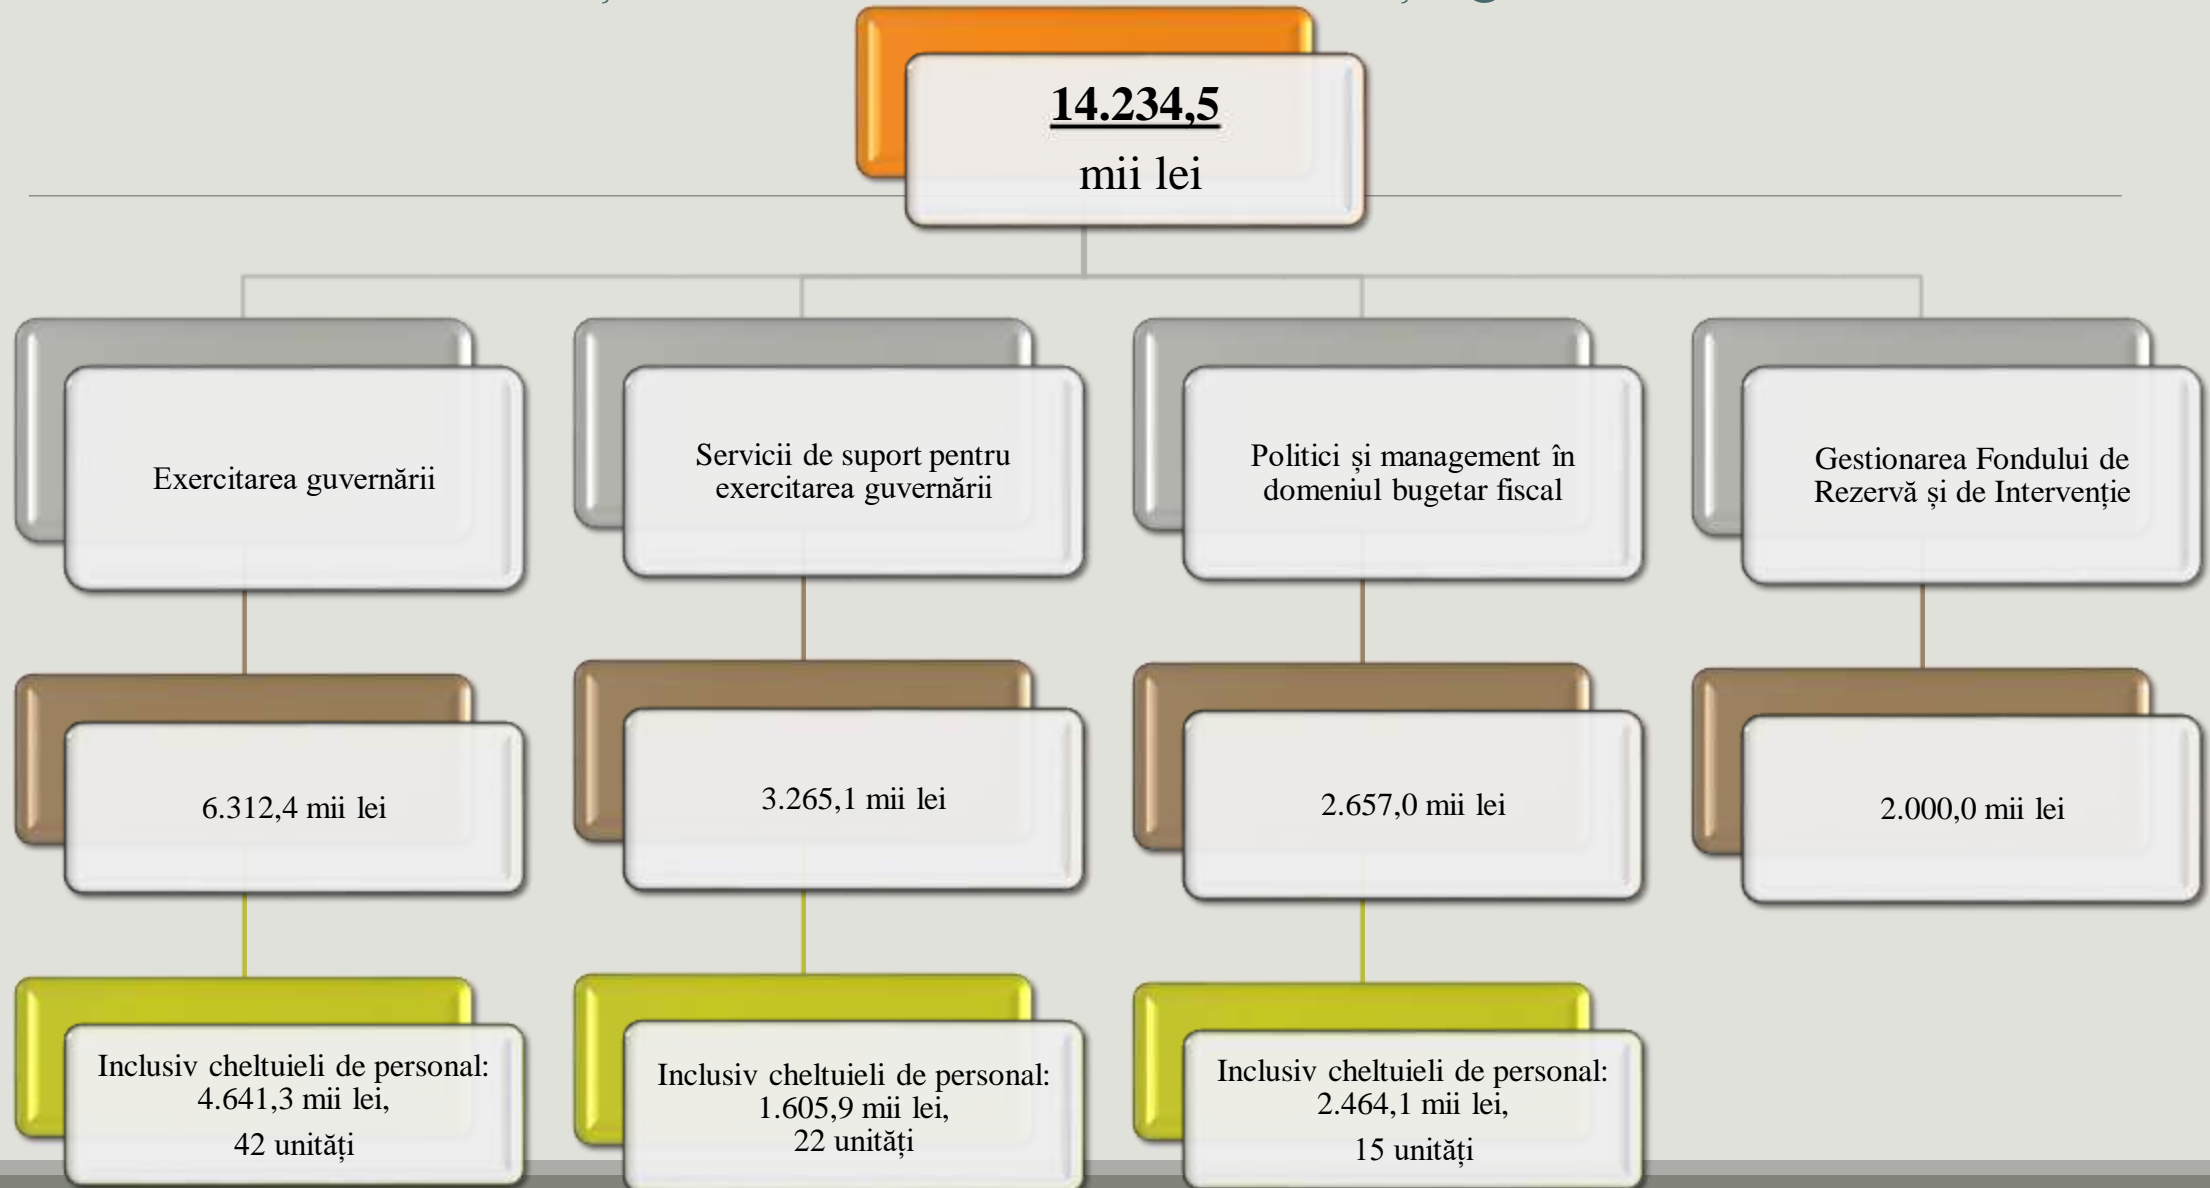 14.234,5
mii lei
Exercitarea guvernării
Servicii de suport pentru
exercitarea guvernării
Politici și management în
domeniul bugetar fiscal
Gestionarea Fondului de
Rezervă și de Intervenție
6.312,4 mii lei
3.265,1 mii lei
2.657,0 mii lei
2.000,0 mii lei
Inclusiv cheltuieli de personal:
4.641,3 mii lei,
42 unități
Inclusiv cheltuieli de personal:
1.605,9 mii lei,
22 unități
Inclusiv cheltuieli de personal:
2.464,1 mii lei,
15 unități